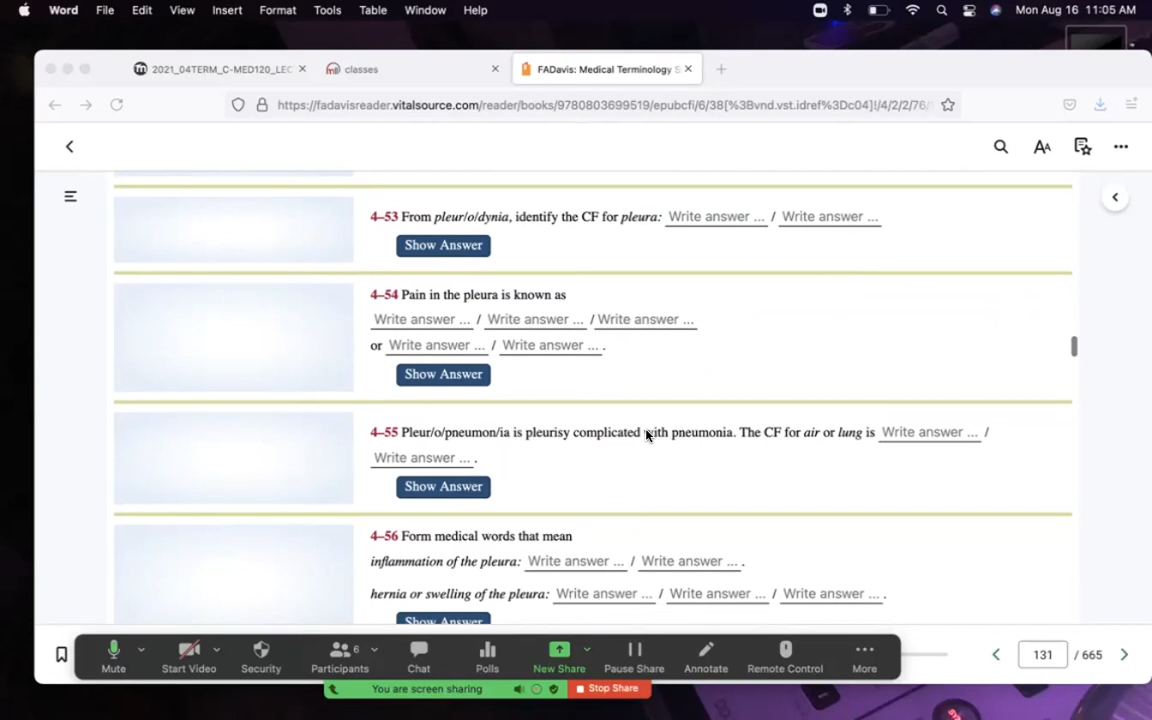 Word File Edit View Insert Format Tools Table Window Help Mon Aug 16 11:05 AM
2021_04TERM_C-MED120_LEC classes FADavis: Medical Terminology S
https://fadavisreader.vitalsource.com/reader/books/9780803699519/epubcfi/6/38[%3Bvnd.vst.idref%3Dc04]!/4/2/2/76/
AA
4–53 From pleur/o/dynia, identify the CF for pleura: Write answer ... / Write answer ...
Show Answer
4–54 Pain in the pleura is known as
Write answer ... / Write answer ... / Write answer ...
or Write answer ... / Write answer ... .
Show Answer
4–55 Pleur/o/pneumon/ia is pleurisy complicated with pneumonia. The CF for air or lung is Write answer ... /
Write answer ... .
Show Answer
4–56 Form medical words that mean
inflammation of the pleura: Write answer ... / Write answer ... .
hernia or swelling of the pleura: Write answer ... / Write answer ... / Write answer ... .
Show Answer
6
Mute Start Video Security Participants Chat Polls New Share Pause Share Annotate Remote Control More
131 / 665
You are screen sharing Stop Share